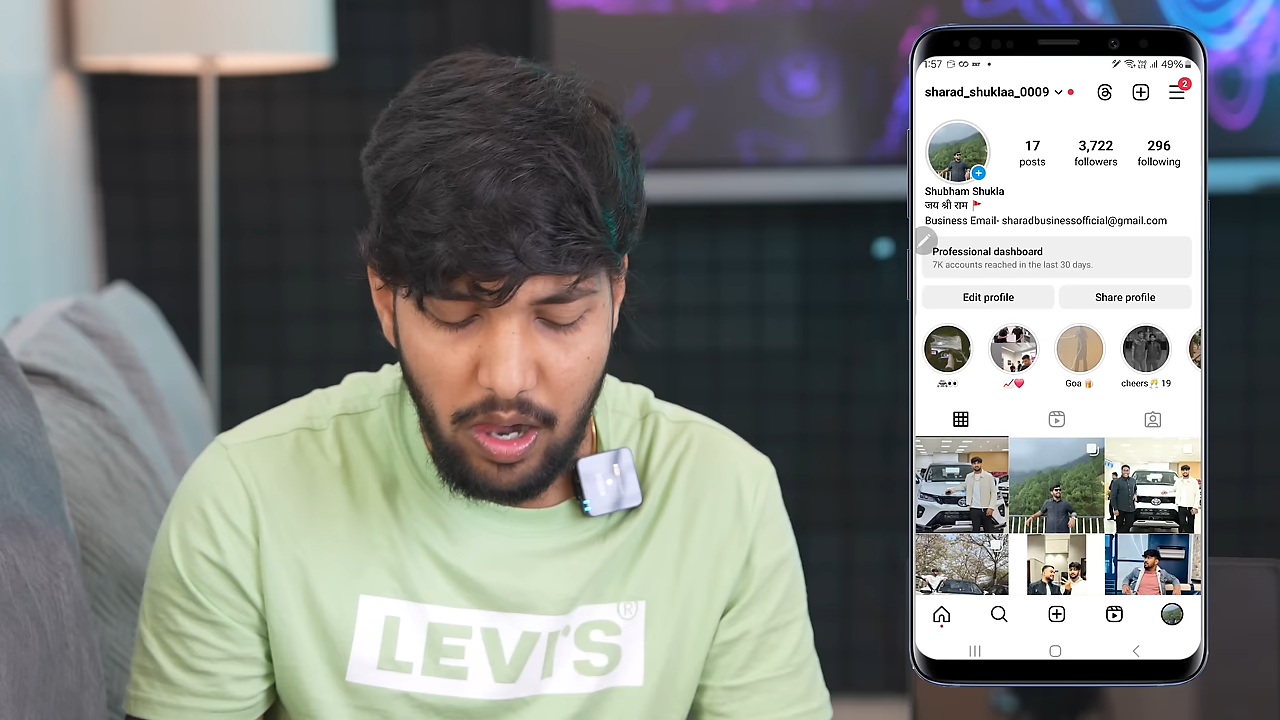 1:57
49%
sharad_shuklaa_0009
2
17
3,722
296
posts
followers
following
Shubham Shukla
जय श्री राम 🚩
Business Email- sharadbusinessofficial@gmail.com
Professional dashboard
7K accounts reached in the last 30 days.
Edit profile
Share profile
Goa
cheers🥂 19
LEVI'S®